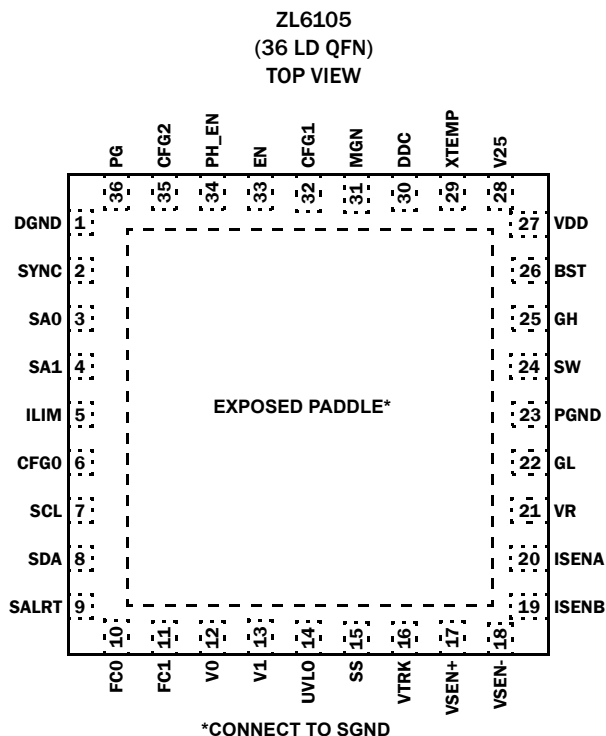 ZL6105
(36 LD QFN)
TOP VIEW
PG
CFG2
PH_EN
EN
CFG1
MGN
DDC
XTEMP
V25
36
35
34
33
32
31
30
29
28
DGND 1
27 VDD
SYNC 2
26 BST
SA0 3
25 GH
SA1 4
24 SW
ILIM 5
EXPOSED PADDLE*
23 PGND
CFG0 6
22 GL
SCL 7
21 VR
SDA 8
20 ISENA
SALRT 9
19 ISENB
10
11
12
13
14
15
16
17
18
FC0
FC1
V0
V1
UVLO
SS
VTRK
VSEN+
VSEN-
*CONNECT TO SGND